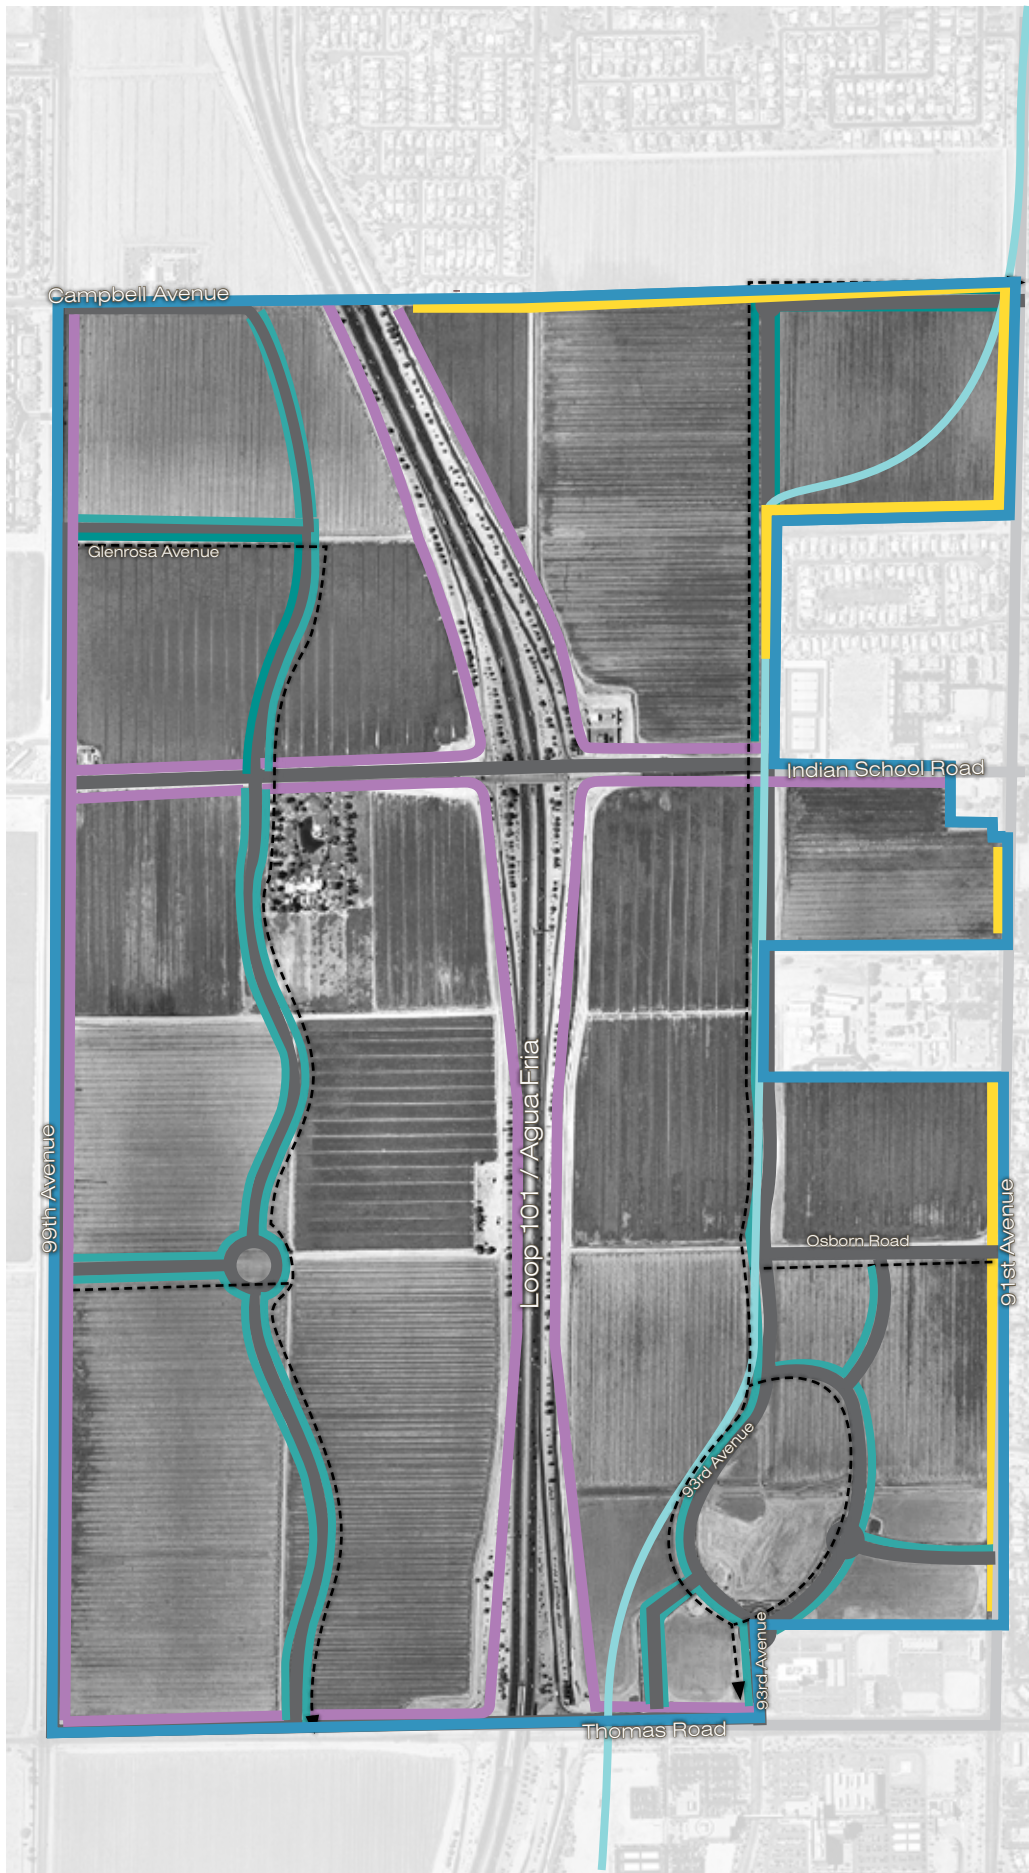 Campbell Avenue
Glenrosa Avenue
Indian School Road
99th Avenue
Loop 101 / Agua Fria
Osborn Road
91st Avenue
93rd Avenue
93rd Avenue
Thomas Road